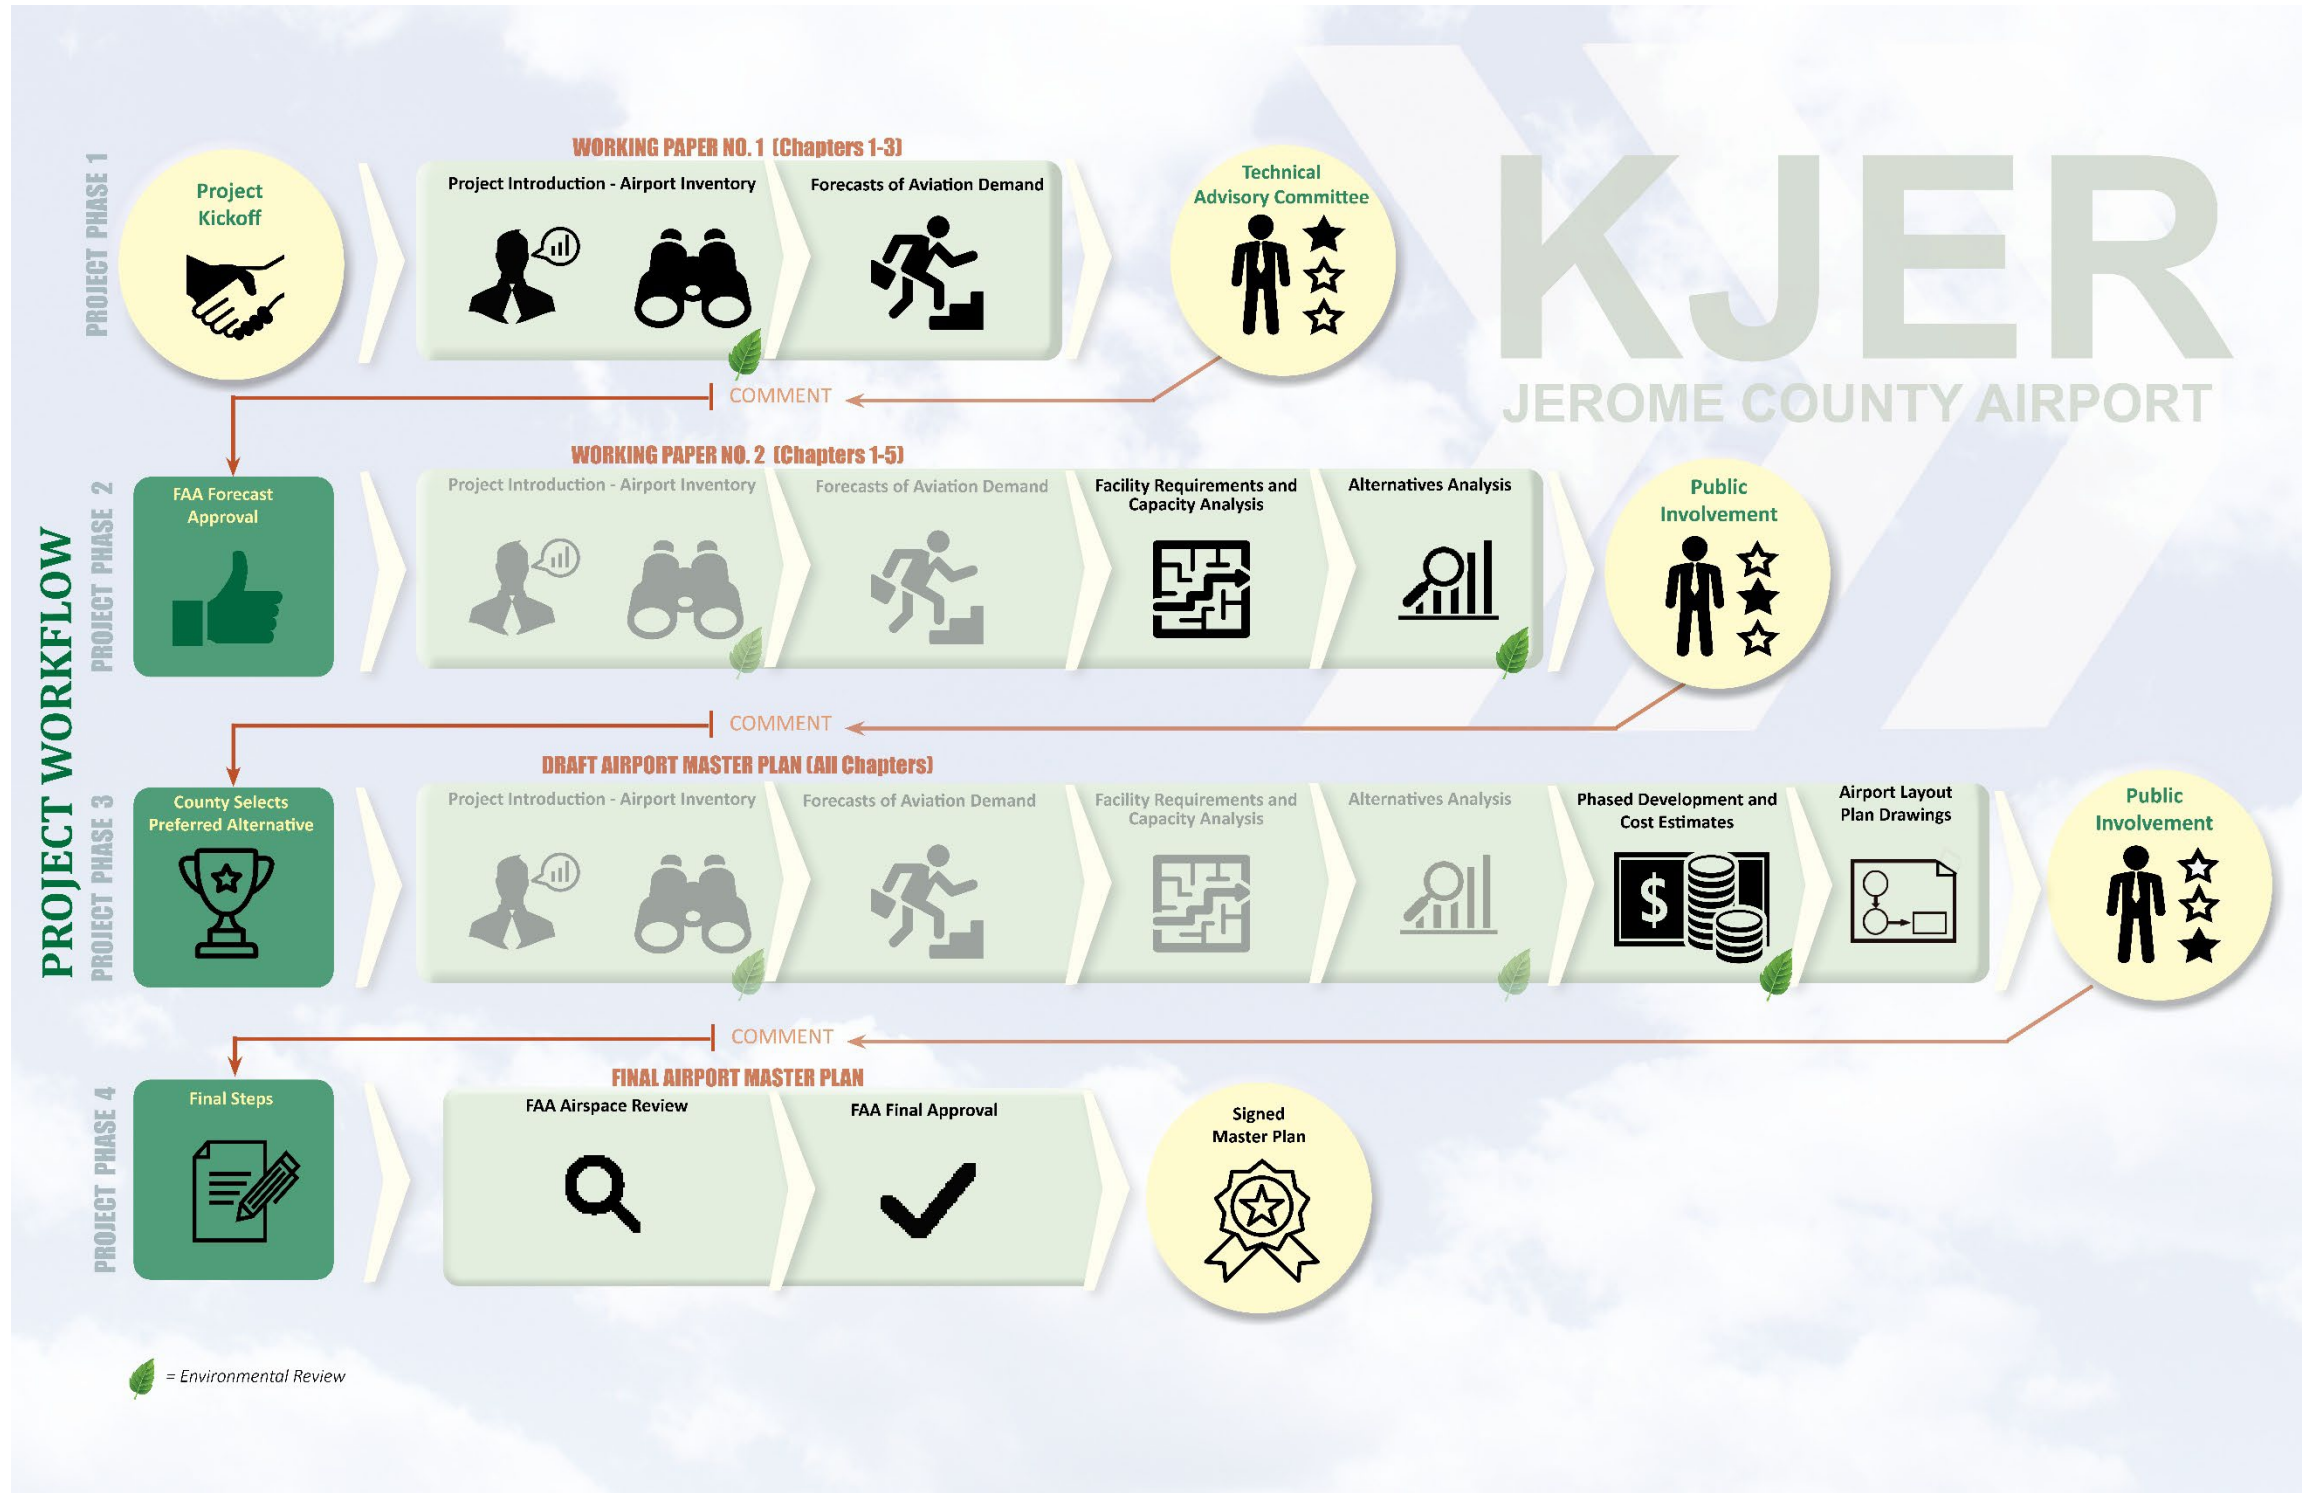 PROJECT WORKFLOW
KJER
JEROME COUNTY AIRPORT
PROJECT PHASE 1
Project
Kickoff
WORKING PAPER NO. 1 (Chapters 1-3)
Project Introduction - Airport Inventory
Forecasts of Aviation Demand
Technical
Advisory Committee
COMMENT
PROJECT PHASE 2
FAA Forecast
Approval
WORKING PAPER NO. 2 (Chapters 1-5)
Project Introduction - Airport Inventory
Forecasts of Aviation Demand
Facility Requirements and
Capacity Analysis
Alternatives Analysis
Public
Involvement
COMMENT
PROJECT PHASE 3
County Selects
Preferred Alternative
DRAFT AIRPORT MASTER PLAN (All Chapters)
Project Introduction - Airport Inventory
Forecasts of Aviation Demand
Facility Requirements and
Capacity Analysis
Alternatives Analysis
Phased Development and
Cost Estimates
$
Airport Layout
Plan Drawings
Public
Involvement
COMMENT
PROJECT PHASE 4
Final Steps
FINAL AIRPORT MASTER PLAN
FAA Airspace Review
FAA Final Approval
Signed
Master Plan
= Environmental Review